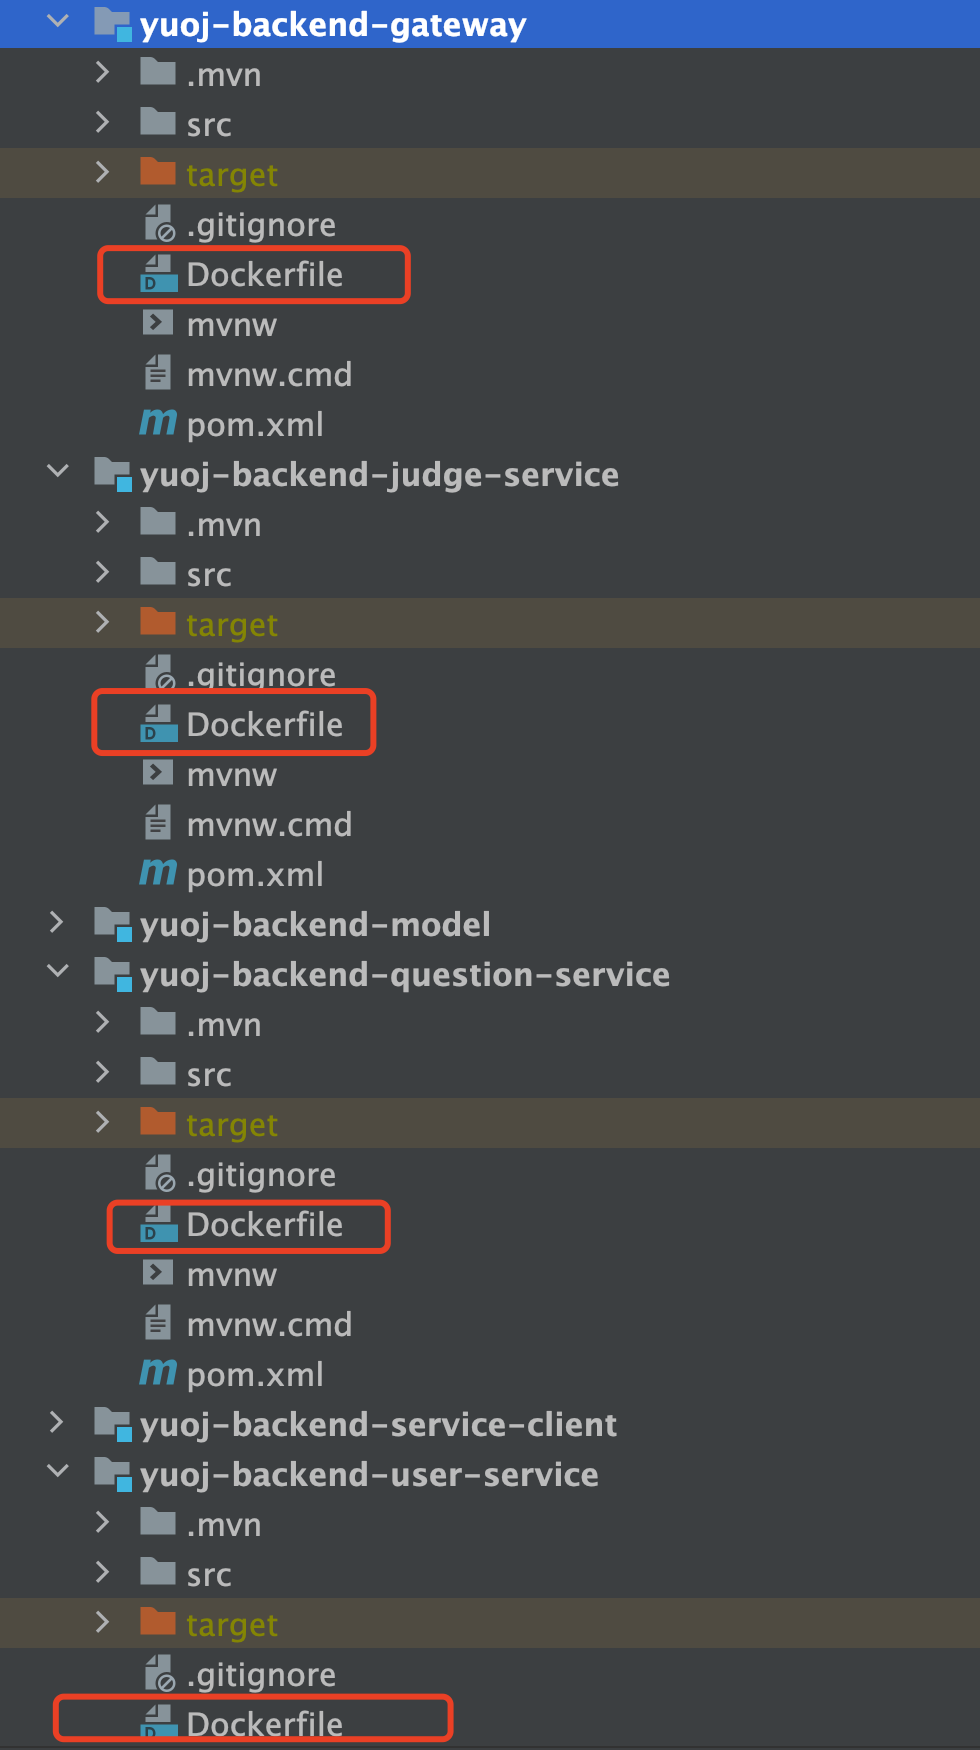 yuoj-backend-gateway
.mvn
src
target
.gitignore
Dockerfile
mvnw
mvnw.cmd
pom.xml
yuoj-backend-judge-service
.mvn
src
target
.gitignore
Dockerfile
mvnw
mvnw.cmd
pom.xml
yuoj-backend-model
yuoj-backend-question-service
.mvn
src
target
.gitignore
Dockerfile
mvnw
mvnw.cmd
pom.xml
yuoj-backend-service-client
yuoj-backend-user-service
.mvn
src
target
.gitignore
Dockerfile